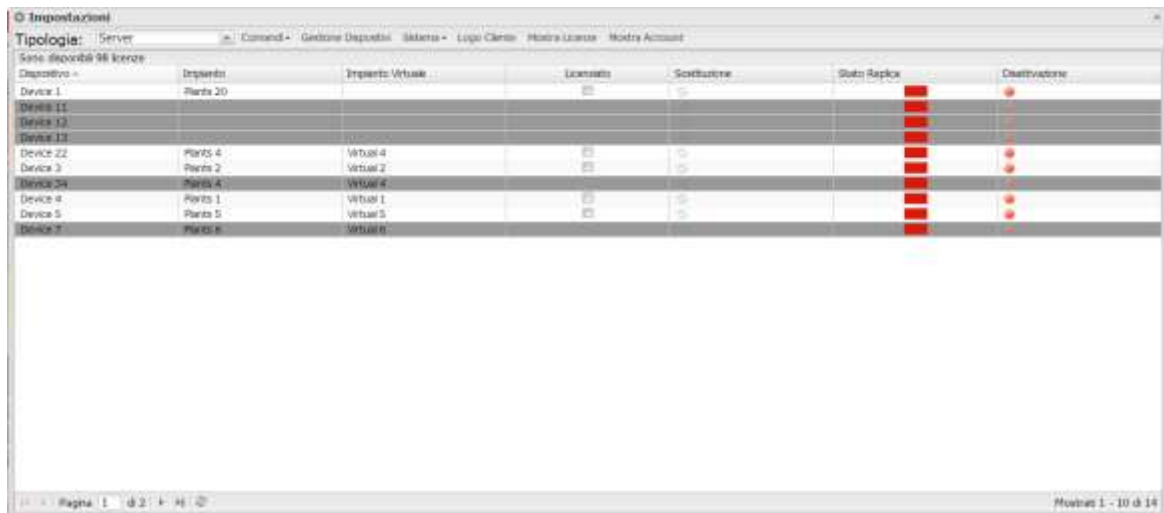 Impostazioni
Tipologia: Server Comandi Gestione Dispositivi Sistema Logo Cliente Mostra Licenze Mostra Account
Sono disponibili 98 licenze
Dispositivo Impianto Impianto Virtuale Licenziato Sostituzione Stato Replica Disattivazione
Device 1 Plants 20
Device 11
Device 12
Device 13
Device 22 Plants 4 Virtual 4
Device 3 Plants 2 Virtual 2
Device 34 Plants 4 Virtual 4
Device 4 Plants 1 Virtual 1
Device 5 Plants 5 Virtual 5
Device 7 Plants 6 Virtual 6
Pagina 1 di 2 Mostrati 1 - 10 di 14